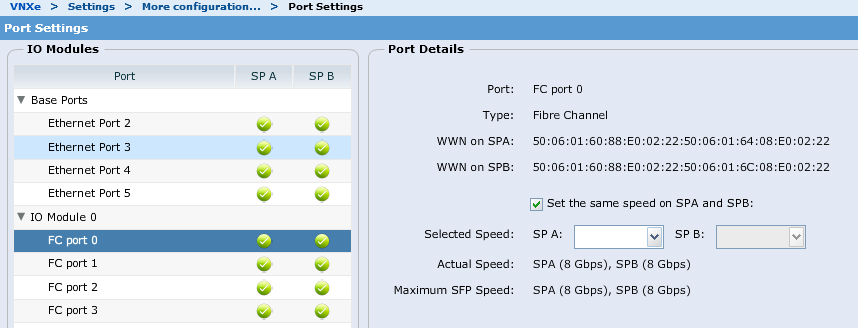 VNXe > Settings > More configuration... > Port Settings
Port Settings
IO Modules
Port SP A SP B
Base Ports
Ethernet Port 2
Ethernet Port 3
Ethernet Port 4
Ethernet Port 5
IO Module 0
FC port 0
FC port 1
FC port 2
FC port 3
Port Details
Port: FC port 0
Type: Fibre Channel
WWN on SPA: 50:06:01:60:88:E0:02:22:50:06:01:64:08:E0:02:22
WWN on SPB: 50:06:01:60:88:E0:02:22:50:06:01:6C:08:E0:02:22
Set the same speed on SPA and SPB:
Selected Speed: SP A: SP B:
Actual Speed: SPA (8 Gbps), SPB (8 Gbps)
Maximum SFP Speed: SPA (8 Gbps), SPB (8 Gbps)